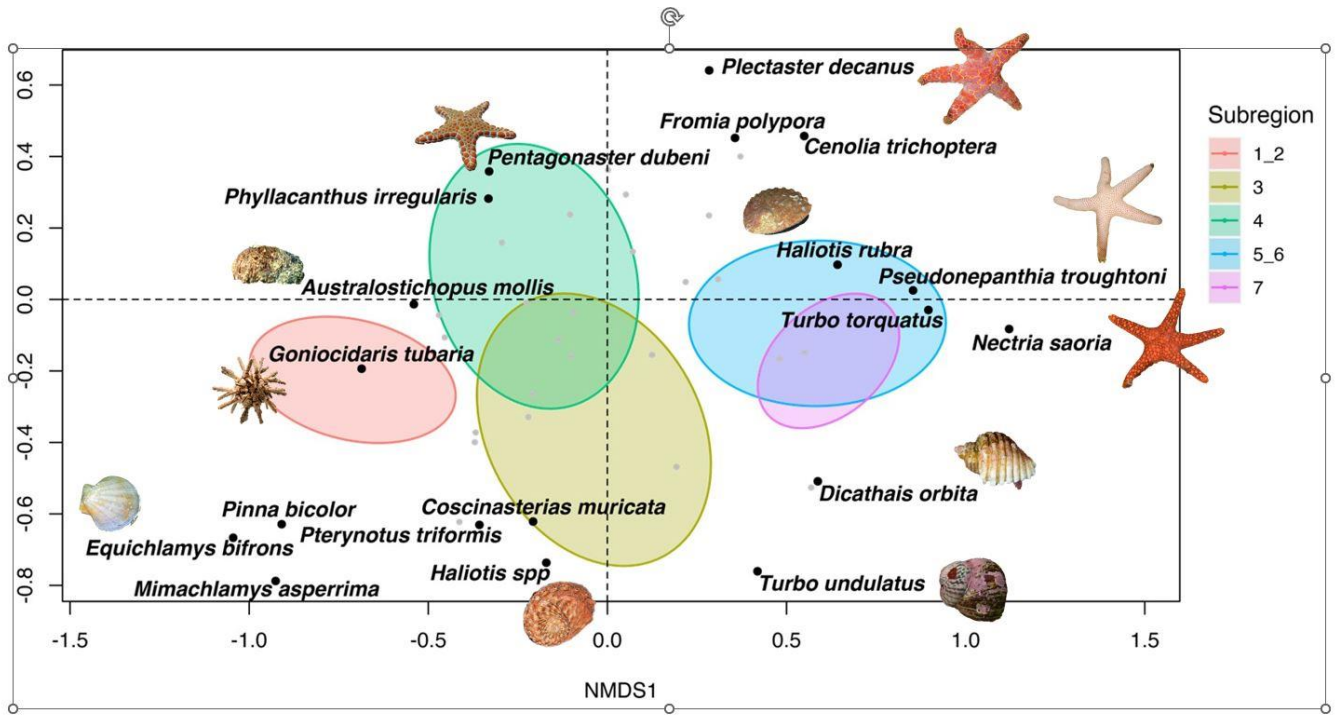 Plectaster decanus
Fromia polypora
Cenolia trichoptera
Pentagonaster dubeni
Phyllacanthus irregularis
Haliotis rubra
Pseudonepanthia troughtoni
Australostichopus mollis
Turbo torquatus
Nectria saoria
Goniocidaris tubaria
Dicathais orbita
Pinna bicolor
Coscinasterias muricata
Pterynotus triformis
Equichlamys bifrons
Haliotis spp
Turbo undulatus
Mimachlamys asperrima
0.6
0.4
0.2
0.0
-0.2
-0.4
-0.6
-0.8
-1.5 -1.0 -0.5 0.0 0.5 1.0 1.5
NMDS1
Subregion
1_2
3
4
5_6
7